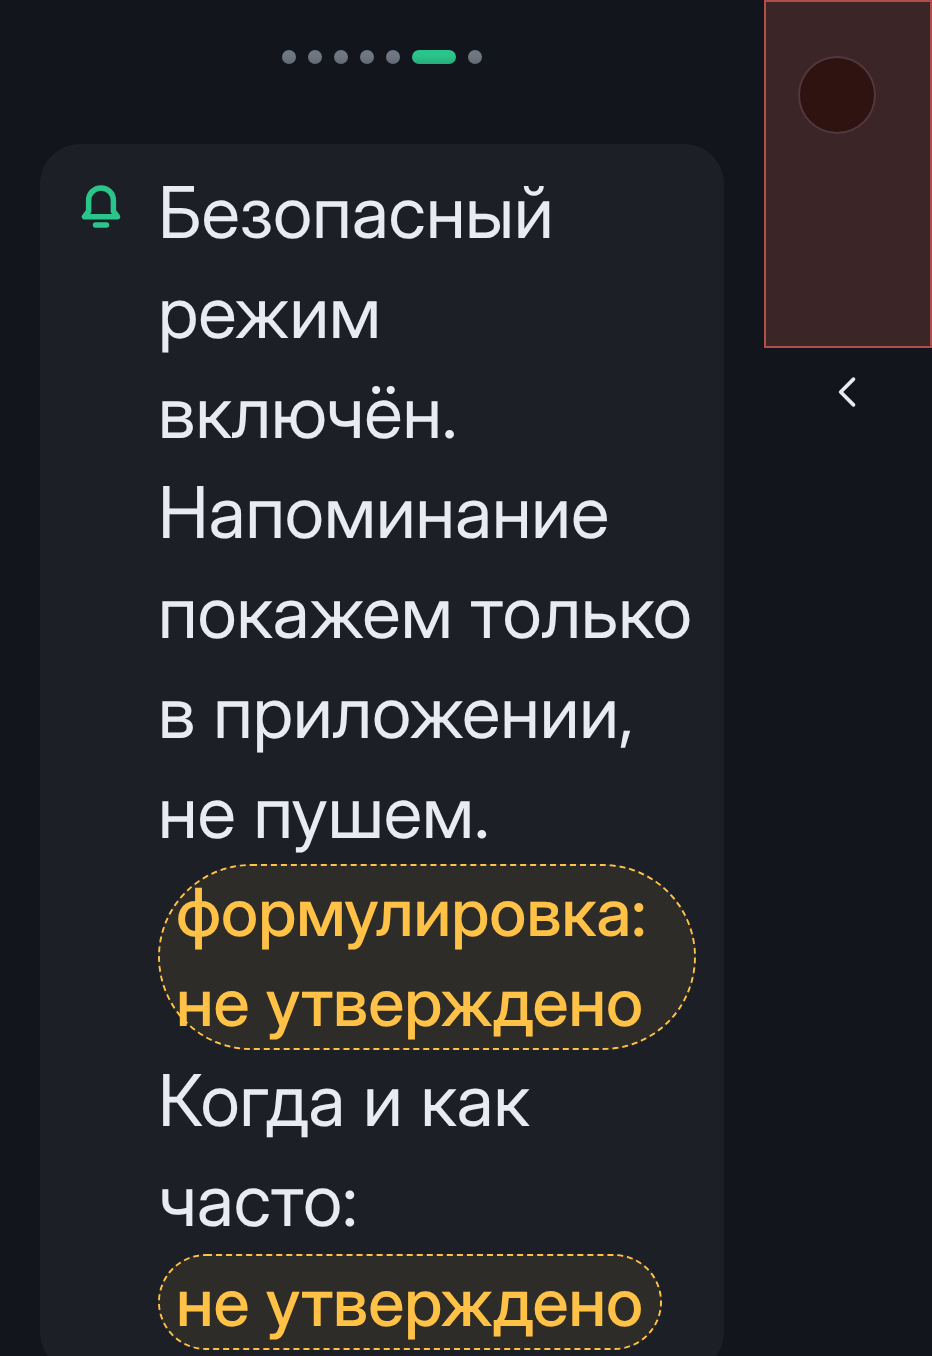 Безопасный
режим
включён.
Напоминание
покажем только
в приложении,
не пушем.
формулировка:
не утверждено
Когда и как
часто:
не утверждено